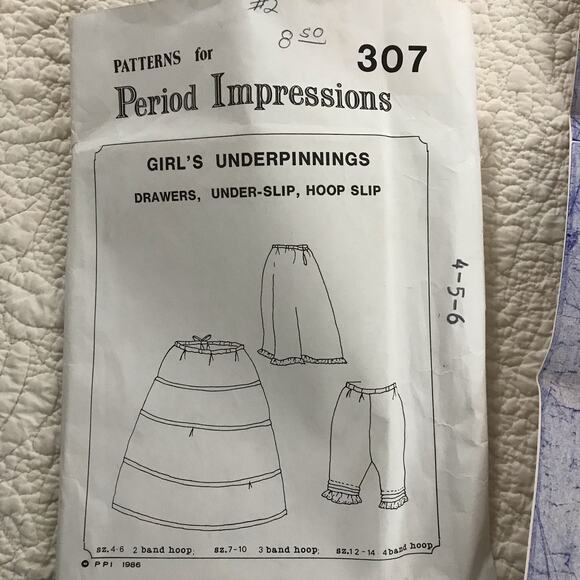 #2
8 50
PATTERNS for
307
Period Impressions
GIRL'S UNDERPINNINGS
DRAWERS, UNDER-SLIP, HOOP SLIP
4-5-6
sz. 4-6 2 band hoop; sz. 7-10 3 band hoop; sz. 12-14 4 band hoop
PPI 1986